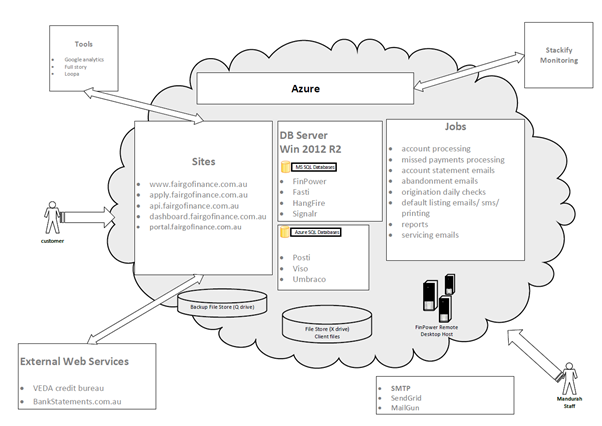 Tools
Google analytics
Full story
Loops
Stackify
Monitoring
Azure
Sites
www.fairgofinance.com.au
apply.fairgofinance.com.au
api.fairgofinance.com.au
dashboard.fairgofinance.com.au
portal.fairgofinance.com.au
DB Server
Win 2012 R2
MS SQL Databases
FinPower
Fasti
HangFire
Signalr
Azure SQL Databases
Posti
Viso
Umbraco
Jobs
account processing
missed payments processing
account statement emails
abandonment emails
origination daily checks
default listing emails/ sms/
printing
reports
servicing emails
customer
Backup File Store (Q drive)
File Store (X drive)
Client files
FinPower Remote
Desktop Host
External Web Services
VEDA credit bureau
BankStatements.com.au
SMTP
SendGrid
MailGun
Mandurah
Staff